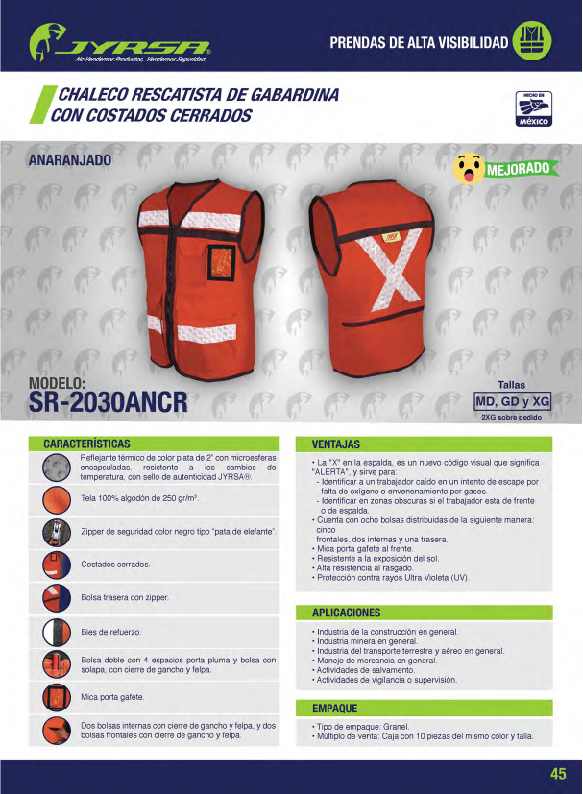 JYRSA®
No Vendemos Productos, Vendemos Seguridad
PRENDAS DE ALTA VISIBILIDAD
CHALECO RESCATISTA DE GABARDINA
CON COSTADOS CERRADOS
HECHO EN
MÉXICO
ANARANJADO
MEJORADO
MODELO:
SR-2030ANCR
Tallas
MD, GD y XG
2XG sobre pedido
CARACTERÍSTICAS
Reflejante térmico de color plata de 2" con microesferas
encapsuladas, resistente a los cambios de
temperatura, con sello de autenticidad JYRSA®.
Tela 100% algodón de 250 gr/m².
Zipper de seguridad color negro tipo "pata de elefante".
Costados cerrados.
Bolsa trasera con zipper.
Bies de refuerzo.
Bolsa doble con 4 espacios porta pluma y bolsa con
solapa, con cierre de gancho y felpa.
Mica porta gafete.
Dos bolsas internas con cierre de gancho y felpa, y dos
bolsas frontales con cierre de gancho y felpa.
VENTAJAS
• La "X" en la espalda, es un nuevo código visual que significa
"ALERTA", y sirve para:
- Identificar a un trabajador caído en un intento de escape por
falta de oxígeno o envenenamiento por gases.
- Identificar en zonas obscuras si el trabajador esta de frente
o de espalda.
• Cuenta con ocho bolsas distribuidas de la siguiente manera:
cinco
frontales, dos internas y una trasera.
• Mica porta gafete al frente.
• Resistente a la exposición del sol.
• Alta resistencia al rasgado.
• Protección contra rayos Ultra Violeta (UV).
APLICACIONES
• Industria de la construcción en general.
• Industria minera en general.
• Industria del transporte terrestre y aéreo en general.
• Manejo de mercancía en general.
• Actividades de salvamento.
• Actividades de vigilancia o supervisión.
EMPAQUE
• Tipo de empaque: Granel.
• Múltiplo de venta: Caja con 10 piezas del mismo color y talla.
45